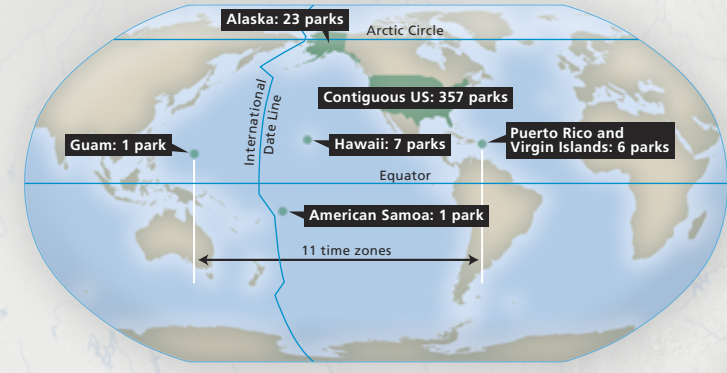 Alaska: 23 parks
Arctic Circle
International
Date Line
Contiguous US: 357 parks
Guam: 1 park
Hawaii: 7 parks
Puerto Rico and
Virgin Islands: 6 parks
Equator
American Samoa: 1 park
11 time zones